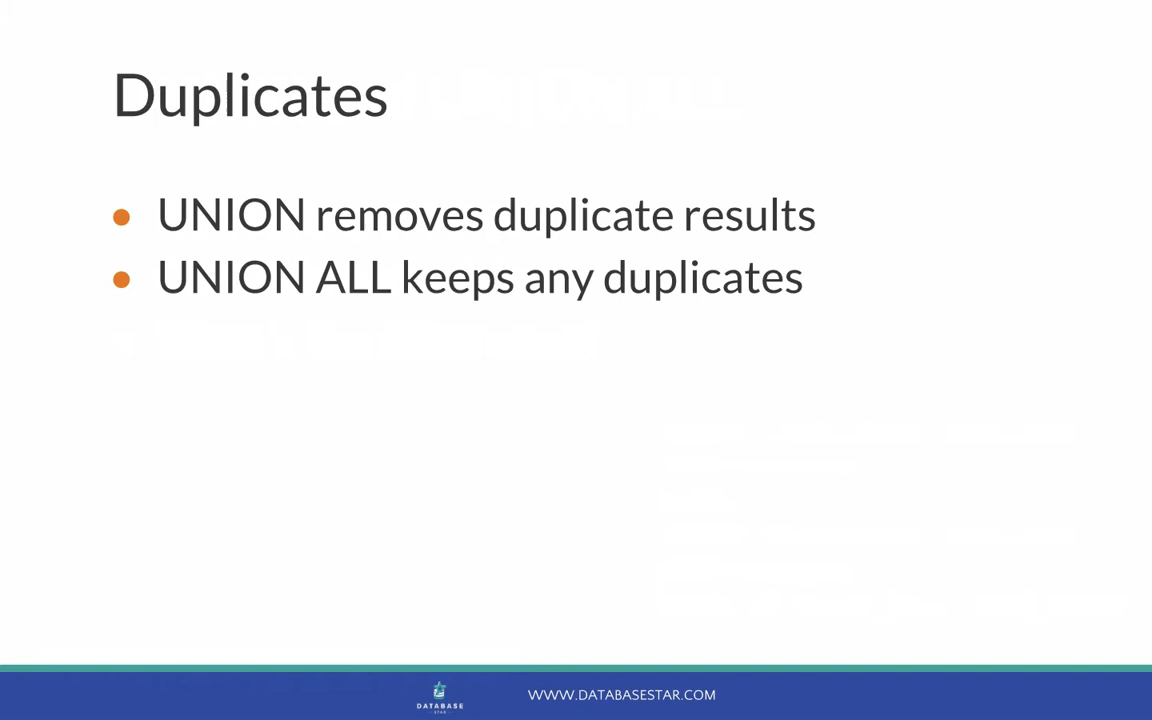 Duplicates
UNION removes duplicate results
UNION ALL keeps any duplicates
DATABASE
STAR
WWW.DATABASESTAR.COM